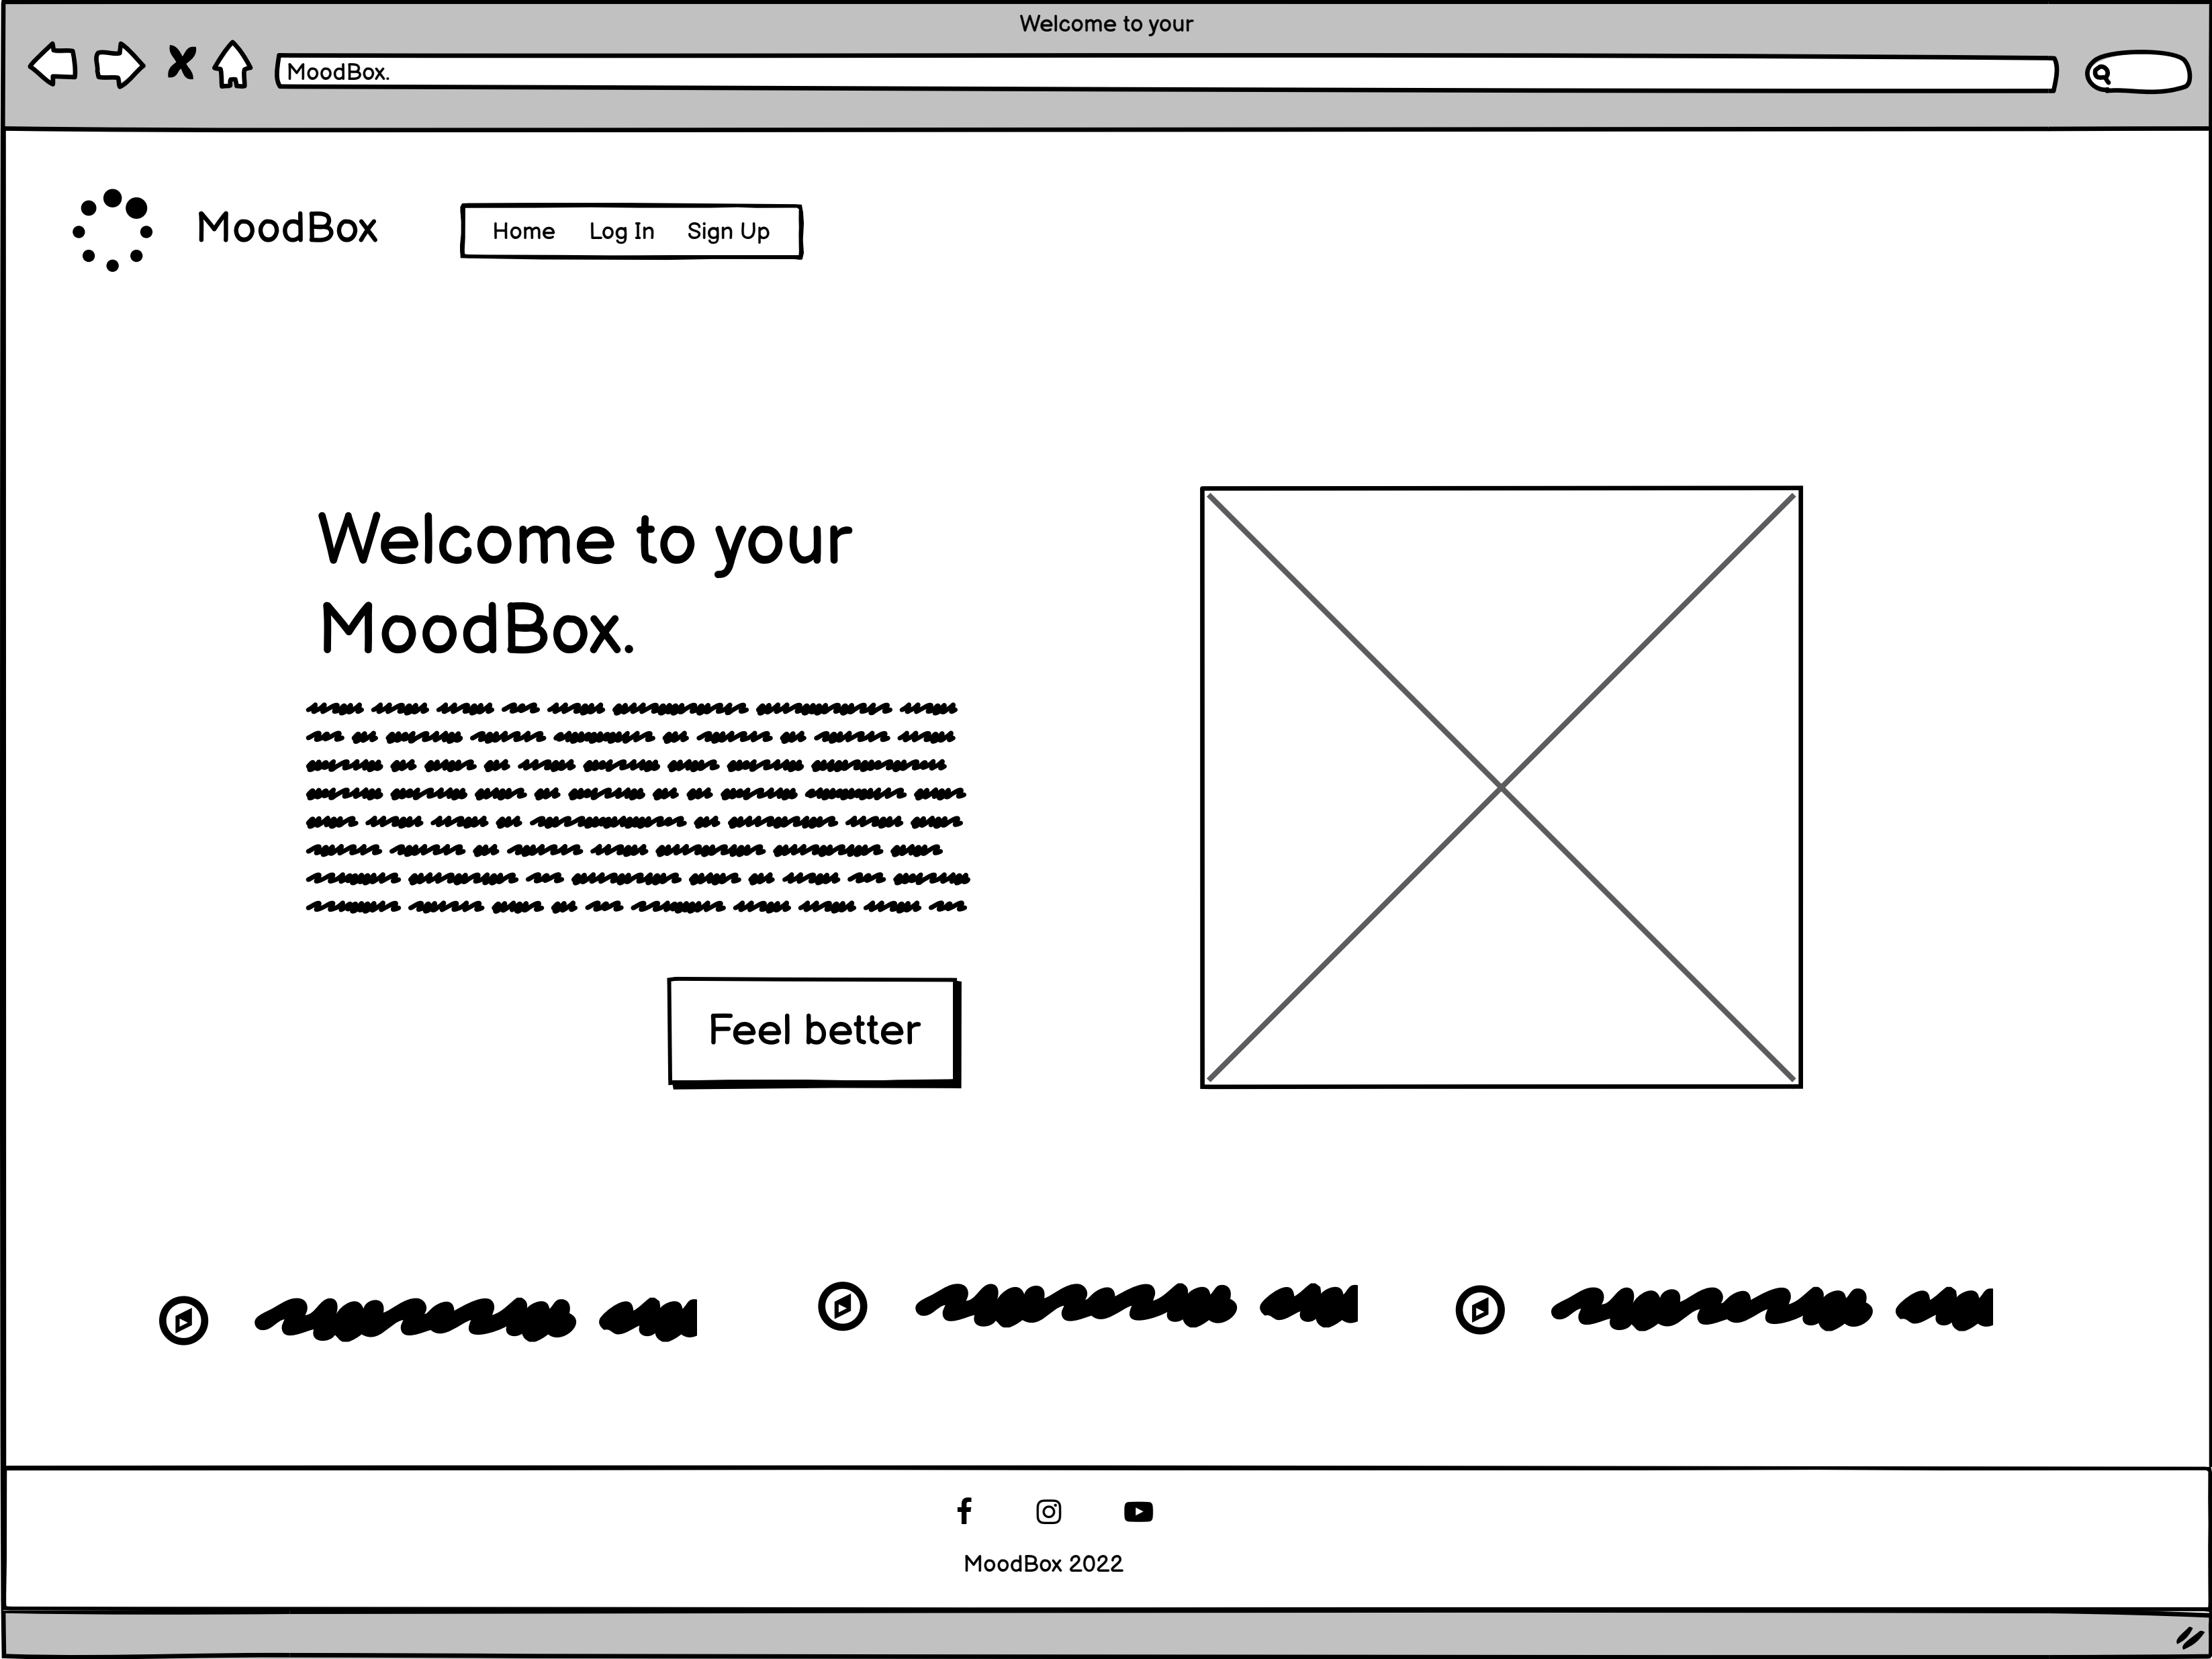 Welcome to your
MoodBox.
MoodBox
Home Log In Sign Up
Welcome to your
MoodBox.
Feel better
MoodBox 2022